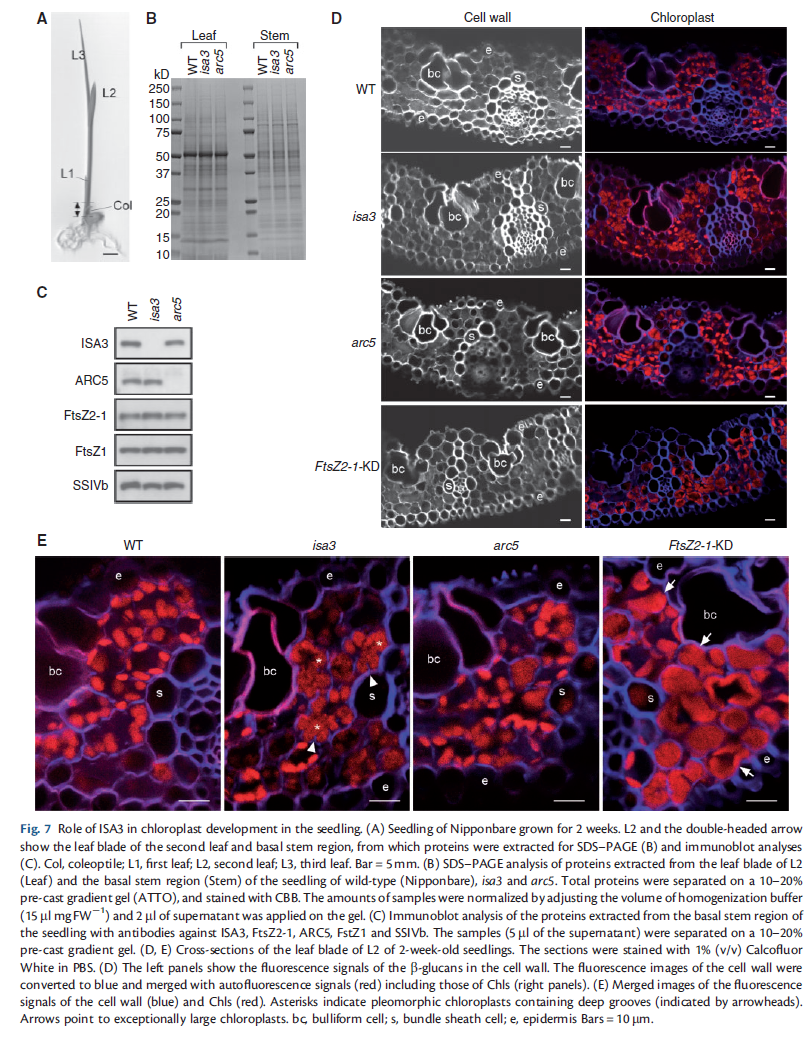 A
L3
L2
L1
Col
B
Leaf
Stem
WT
isa3
arc5
WT
isa3
arc5
kD
250
150
100
75
50
37
25
20
15
10
C
WT
isa3
arc5
ISA3
ARC5
FtsZ2-1
FtsZ1
SSIVb
D
Cell wall
Chloroplast
WT
e
bc
s
e
isa3
e
bc
bc
s
e
arc5
e
bc
s
bc
e
FtsZ2-1-KD
e
bc
bc
s
e
E
WT
isa3
arc5
FtsZ2-1-KD
e
bc
s
e
bc
*
*
s
*
e
e
bc
s
e
e
bc
s
e
Fig. 7 Role of ISA3 in chloroplast development in the seedling. (A) Seedling of Nipponbare grown for 2 weeks. L2 and the double-headed arrow
show the leaf blade of the second leaf and basal stem region, from which proteins were extracted for SDS–PAGE (B) and immunoblot analyses
(C). Col, coleoptile; L1, first leaf; L2, second leaf; L3, third leaf. Bar = 5 mm. (B) SDS–PAGE analysis of proteins extracted from the leaf blade of L2
(Leaf) and the basal stem region (Stem) of the seedling of wild-type (Nipponbare), isa3 and arc5. Total proteins were separated on a 10–20%
pre-cast gradient gel (ATTO), and stained with CBB. The amounts of samples were normalized by adjusting the volume of homogenization buffer
(15 μl mg FW⁻¹) and 2 μl of supernatant was applied on the gel. (C) Immunoblot analysis of the proteins extracted from the basal stem region of
the seedling with antibodies against ISA3, FtsZ2-1, ARC5, FstZ1 and SSIVb. The samples (5 μl of the supernatant) were separated on a 10–20%
pre-cast gradient gel. (D, E) Cross-sections of the leaf blade of L2 of 2-week-old seedlings. The sections were stained with 1% (v/v) Calcofluor
White in PBS. (D) The left panels show the fluorescence signals of the β-glucans in the cell wall. The fluorescence images of the cell wall were
converted to blue and merged with autofluorescence signals (red) including those of Chls (right panels). (E) Merged images of the fluorescence
signals of the cell wall (blue) and Chls (red). Asterisks indicate pleomorphic chloroplasts containing deep grooves (indicated by arrowheads).
Arrows point to exceptionally large chloroplasts. bc, bulliform cell; s, bundle sheath cell; e, epidermis Bars = 10 μm.